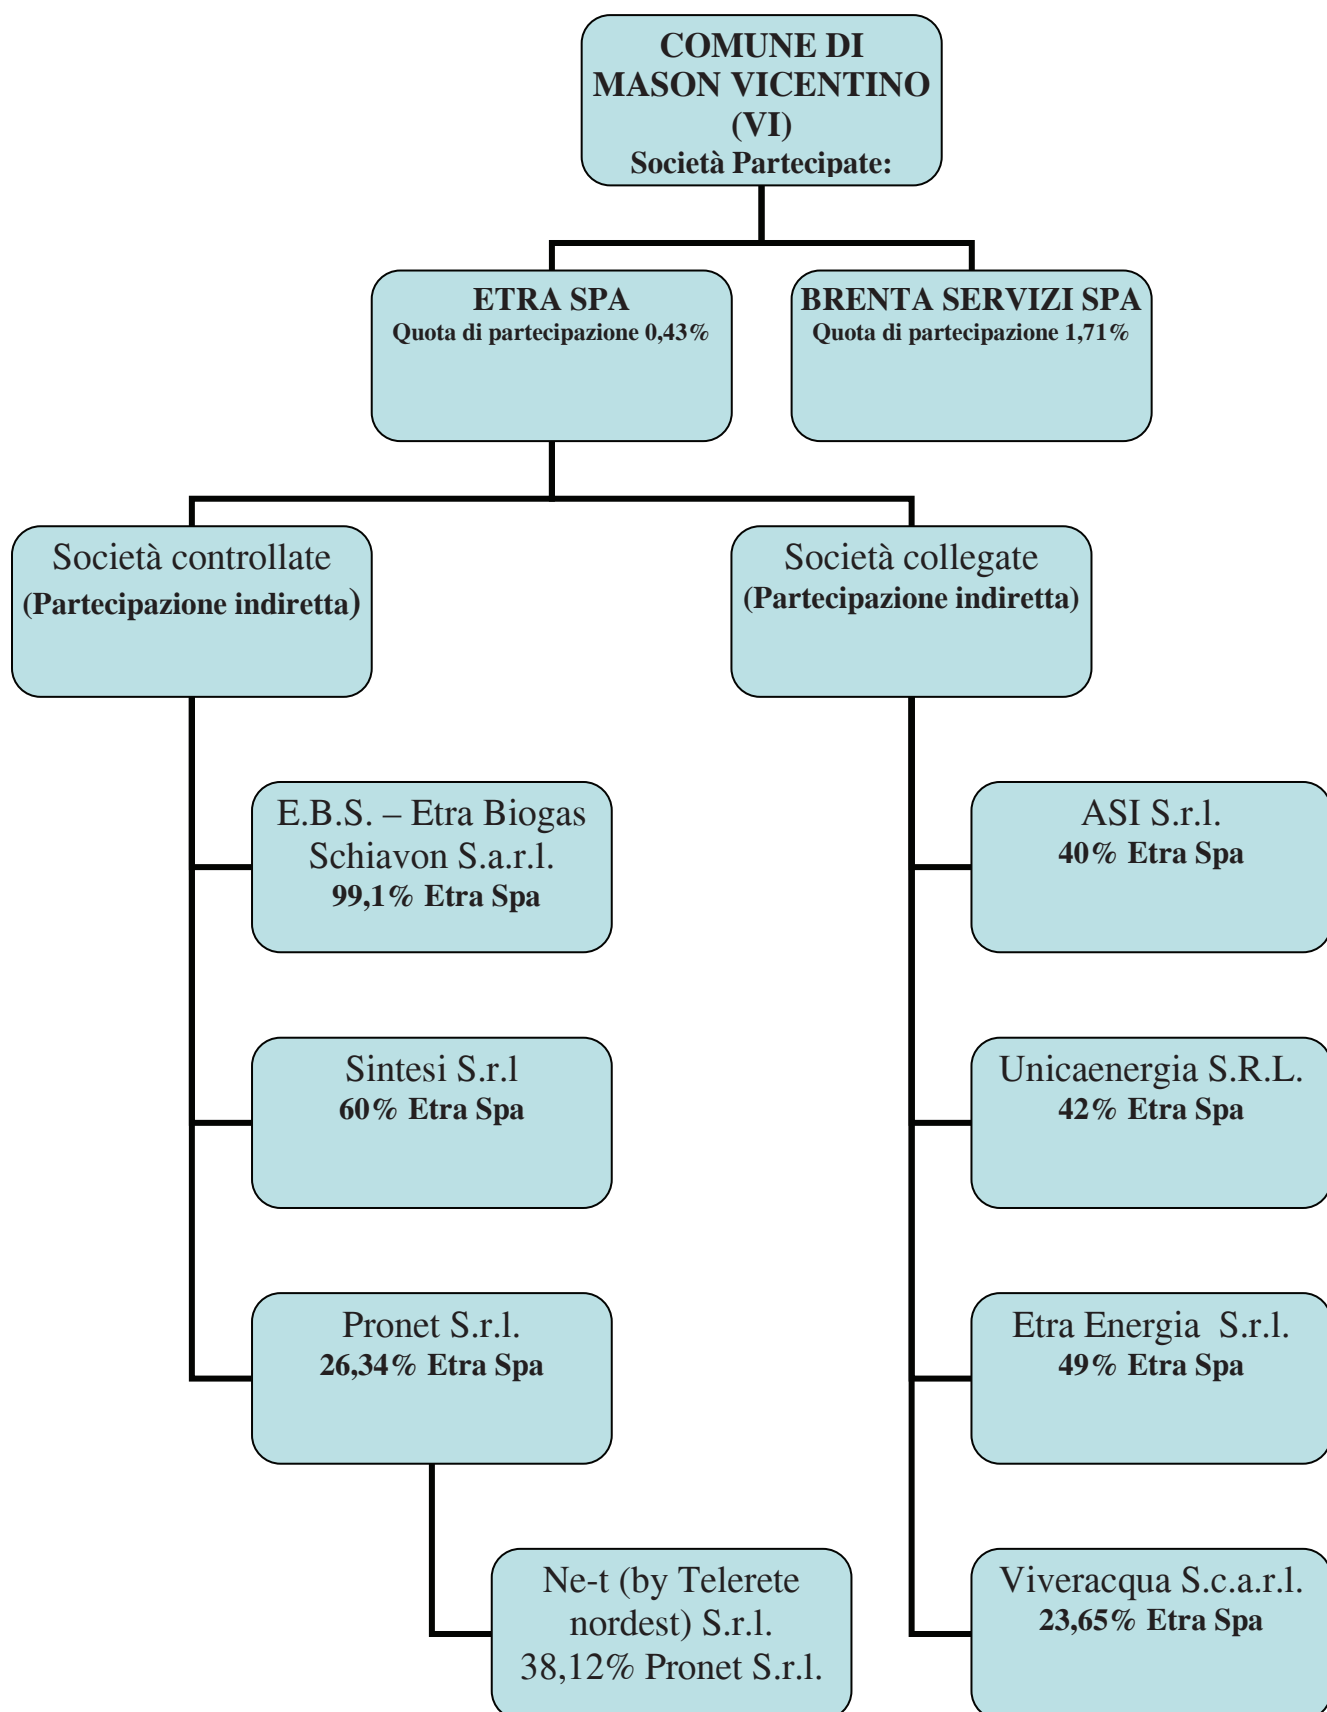 COMUNE DI
MASON VICENTINO
(VI)
Società Partecipate:
ETRA SPA
Quota di partecipazione 0,43%
BRENTA SERVIZI SPA
Quota di partecipazione 1,71%
Società controllate
(Partecipazione indiretta)
Società collegate
(Partecipazione indiretta)
E.B.S. – Etra Biogas
Schiavon S.a.r.l.
99,1% Etra Spa
ASI S.r.l.
40% Etra Spa
Sintesi S.r.l
60% Etra Spa
Unicaenergia S.R.L.
42% Etra Spa
Pronet S.r.l.
26,34% Etra Spa
Etra Energia  S.r.l.
49% Etra Spa
Ne-t (by Telerete
nordest) S.r.l.
38,12% Pronet S.r.l.
Viveracqua S.c.a.r.l.
23,65% Etra Spa